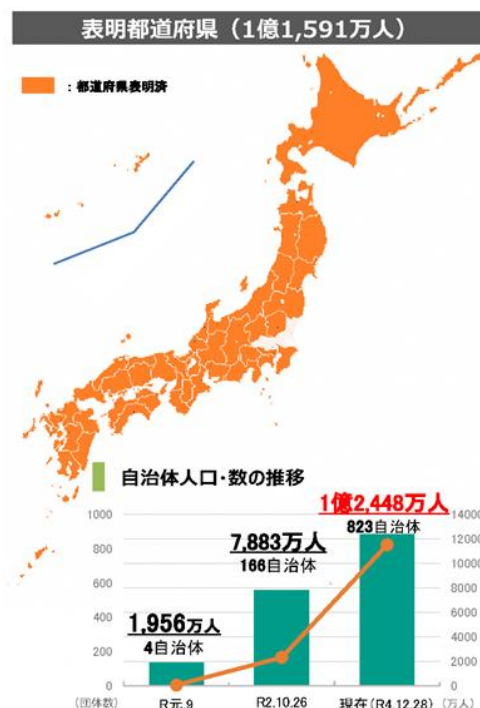 表明都道府県（1億1,591万人）
：都道府県表明済
自治体人口・数の推移
1億2,448万人
823自治体
7,883万人
166自治体
1,956万人
4自治体
1000
800
600
400
200
0
14000
12000
10000
8000
6000
4000
2000
0
（団体数）
R元.9
R2.10.26
現在（R4.12.28）
（万人）